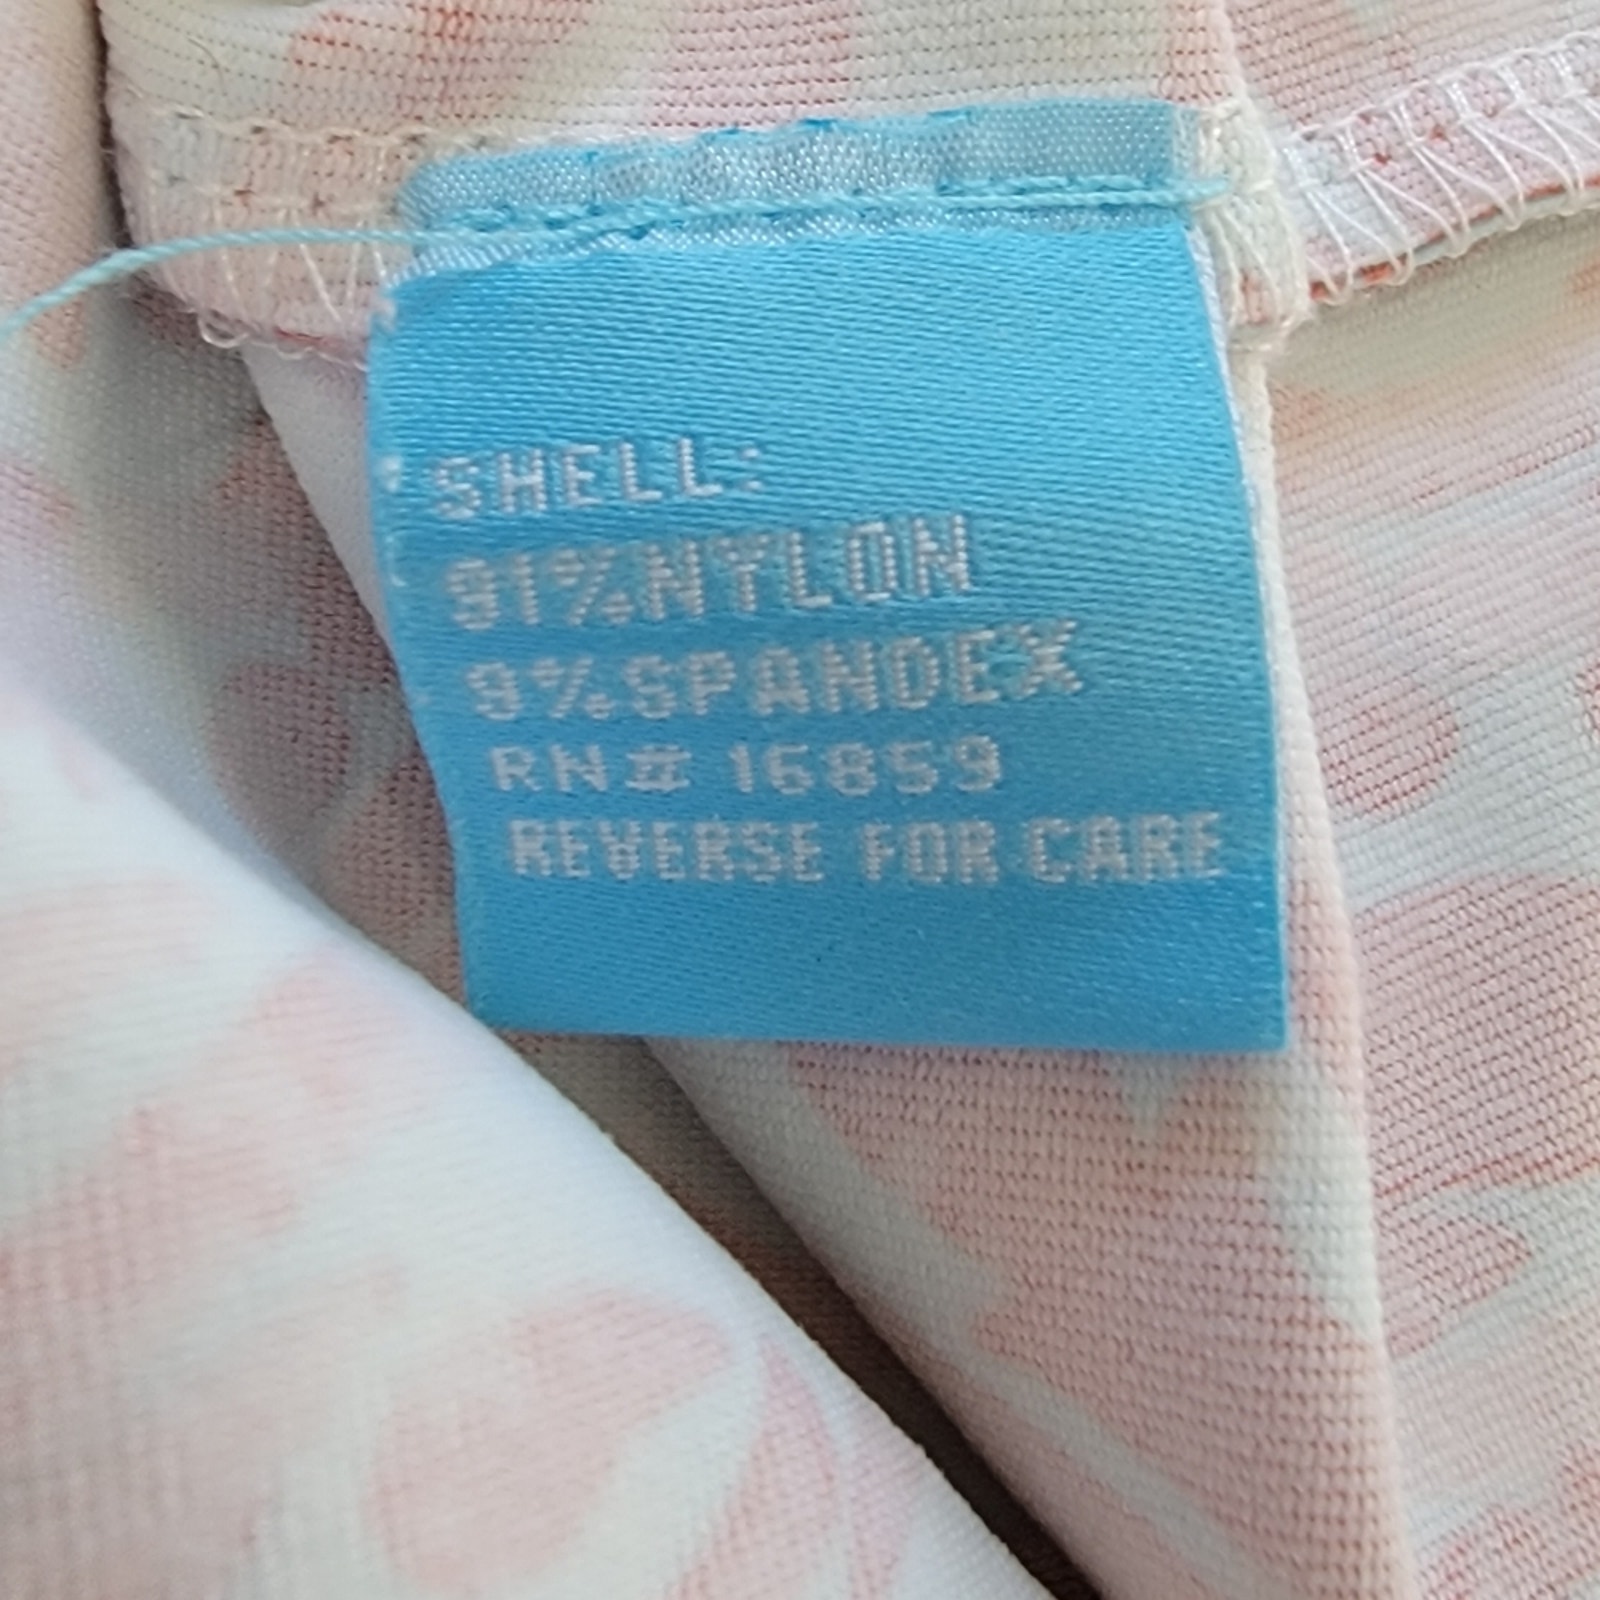 SHELL:
91%NYLON
9%SPANDEX
RN# 16859
REVERSE FOR CARE